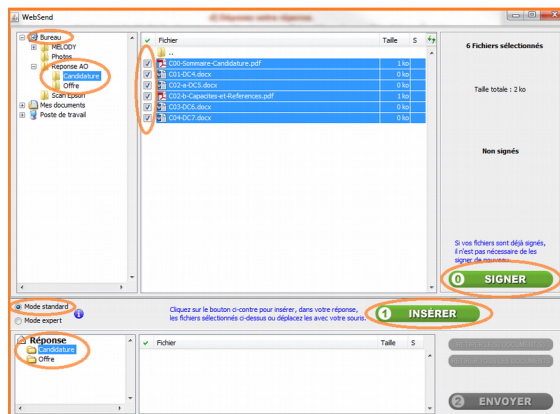 WebSend
Bureau
MELODY
Photos
Reponse AO
Candidature
Offre
Scan Epson
Mes documents
Poste de travail
Fichier Taille S
..
C00-Sommaire-Candidature.pdf 1 ko
C01-DC4.docx 0 ko
C02-a-DC5.docx 0 ko
C02-b-Capacites-et-References.pdf 1 ko
C03-DC6.docx 0 ko
C04-DC7.docx 0 ko
6 Fichiers sélectionnés
Taille totale : 2 ko
Non signés
Si vos fichiers sont déjà signés,
il n'est pas nécessaire de les
signer de nouveau.
0 SIGNER
Mode standard
Mode expert
Cliquez sur le bouton ci-contre pour insérer, dans votre réponse,
les fichiers sélectionnés ci-dessus ou déplacez les avec votre souris.
1 INSÉRER
Réponse
Candidature
Offre
Fichier Taille S
2 ENVOYER